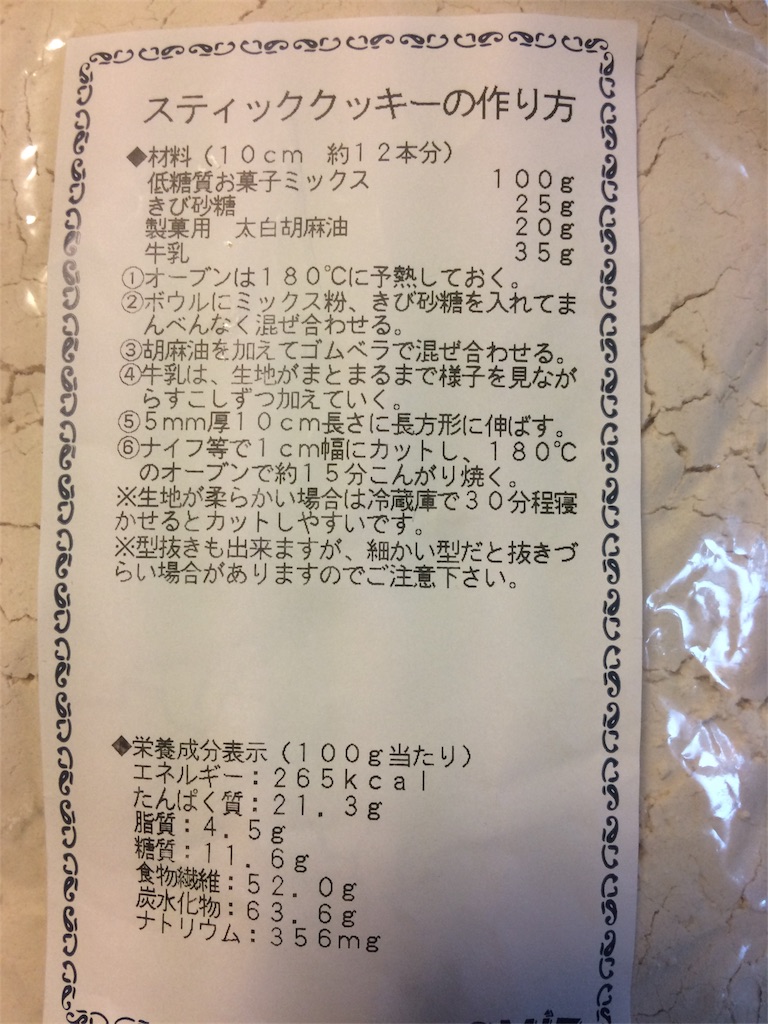 スティッククッキーの作り方
◆材料(10cm 約12本分)
低糖質お菓子ミックス 100g
きび砂糖 25g
製菓用 太白胡麻油 20g
牛乳 35g
①オーブンは180℃に予熱しておく。
②ボウルにミックス粉、きび砂糖を入れてま
んべんなく混ぜ合わせる。
③胡麻油を加えてゴムベラで混ぜ合わせる。
④牛乳は、生地がまとまるまで様子を見なが
らすこしずつ加えていく。
⑤5mm厚10cm長さに長方形に伸ばす。
⑥ナイフ等で1cm幅にカットし、180℃
のオーブンで約15分こんがり焼く。
※生地が柔らかい場合は冷蔵庫で30分程寝
かせるとカットしやすいです。
※型抜きも出来ますが、細かい型だと抜きづ
らい場合がありますのでご注意下さい。
◆栄養成分表示(100g当たり)
エネルギー:265kcal
たんぱく質:21.3g
脂質:4.5g
糖質:11.6g
食物繊維:52.0g
炭水化物:63.6g
ナトリウム:356mg